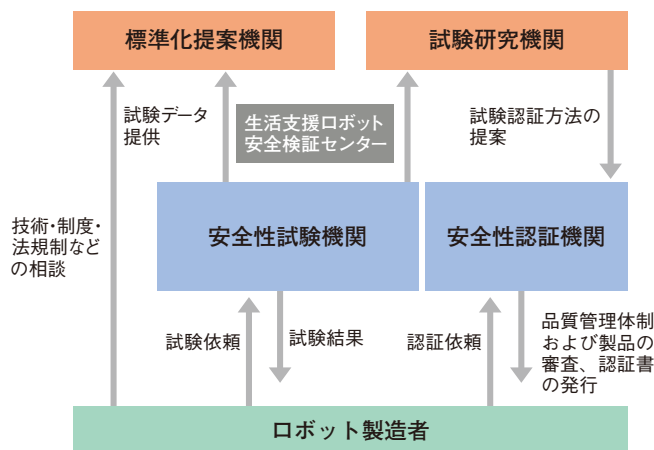 標準化提案機関
試験研究機関
試験データ
提供
生活支援ロボット
安全検証センター
試験認証方法の
提案
技術・制度・
法規制など
の相談
安全性試験機関
安全性認証機関
試験依頼
試験結果
認証依頼
品質管理体制
および製品の
審査、認証書
の発行
ロボット製造者